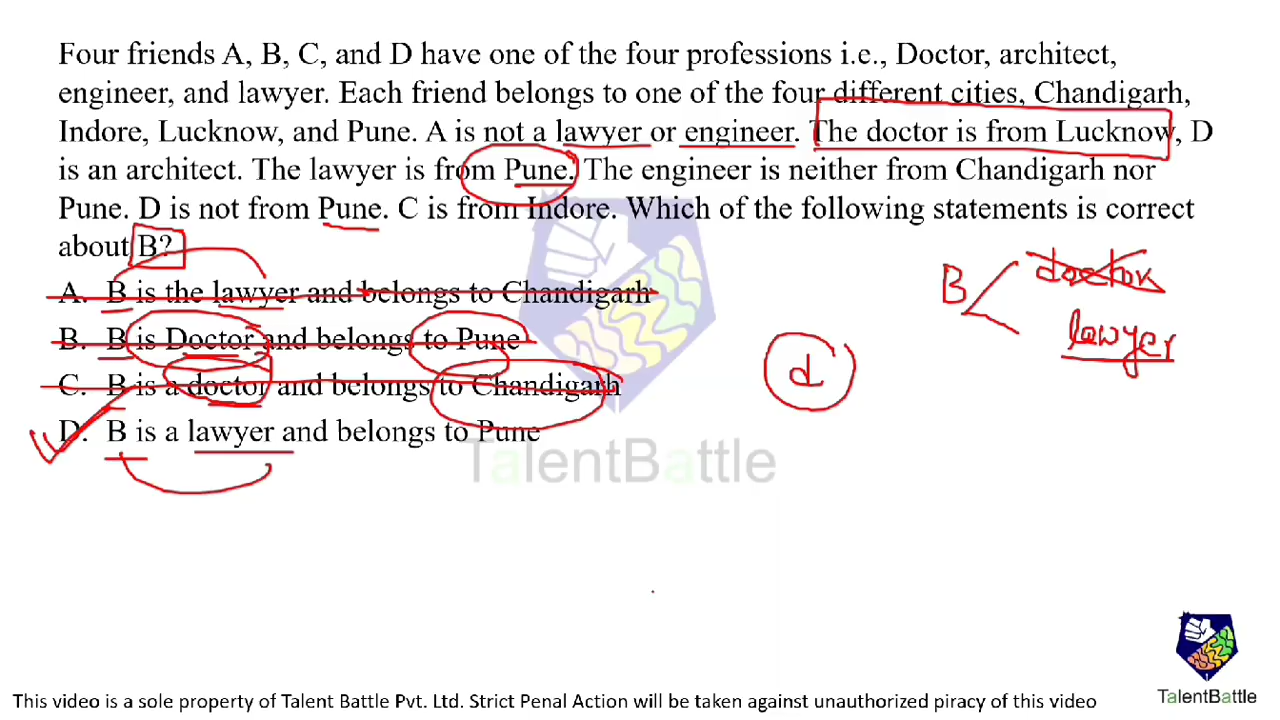 Four friends A, B, C, and D have one of the four professions i.e., Doctor, architect,
engineer, and lawyer. Each friend belongs to one of the four different cities, Chandigarh,
Indore, Lucknow, and Pune. A is not a lawyer or engineer. The doctor is from Lucknow, D
is an architect. The lawyer is from Pune. The engineer is neither from Chandigarh nor
Pune. D is not from Pune. C is from Indore. Which of the following statements is correct
about B?
A. B is the lawyer and belongs to Chandigarh
B. B is Doctor and belongs to Pune
C. B is a doctor and belongs to Chandigarh
D. B is a lawyer and belongs to Pune
B
doctor
lawyer
d
TalentBattle
TalentBattle
This video is a sole property of Talent Battle Pvt. Ltd. Strict Penal Action will be taken against unauthorized piracy of this video